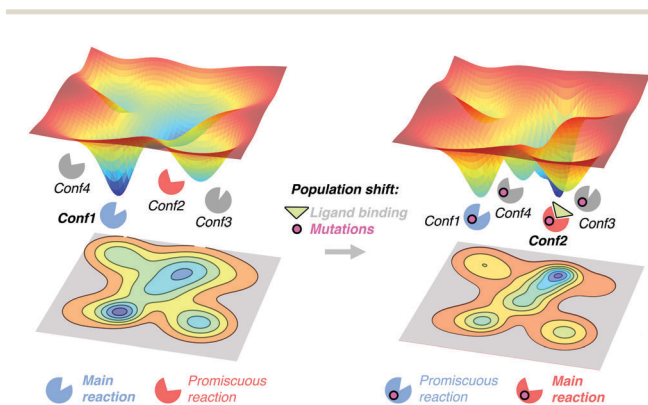 Conf4
Conf2
Conf1
Conf3
Population shift:
Ligand binding
Mutations
Conf1
Conf4
Conf3
Conf2
Main
reaction
Promiscuous
reaction
Promiscuous
reaction
Main
reaction